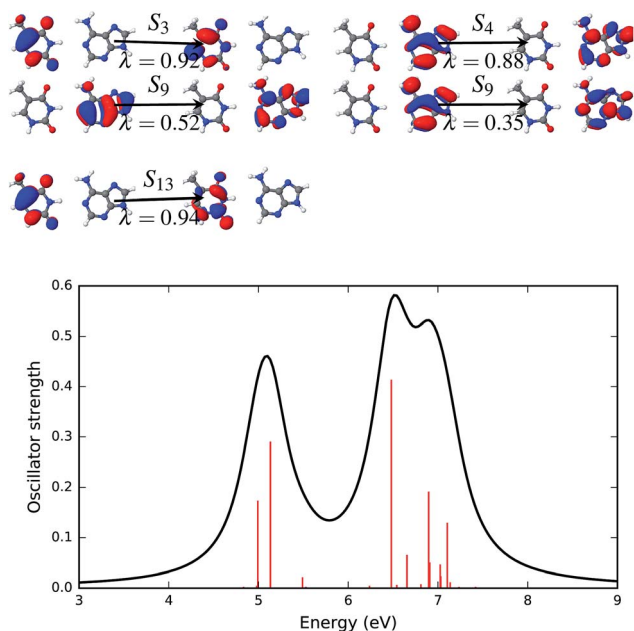 S3 S4
λ = 0.92 λ = 0.88
S9 S9
λ = 0.52 λ = 0.35
S13
λ = 0.94
0.6
0.5
0.4
0.3
0.2
0.1
0.0
Oscillator strength
3 4 5 6 7 8 9
Energy (eV)